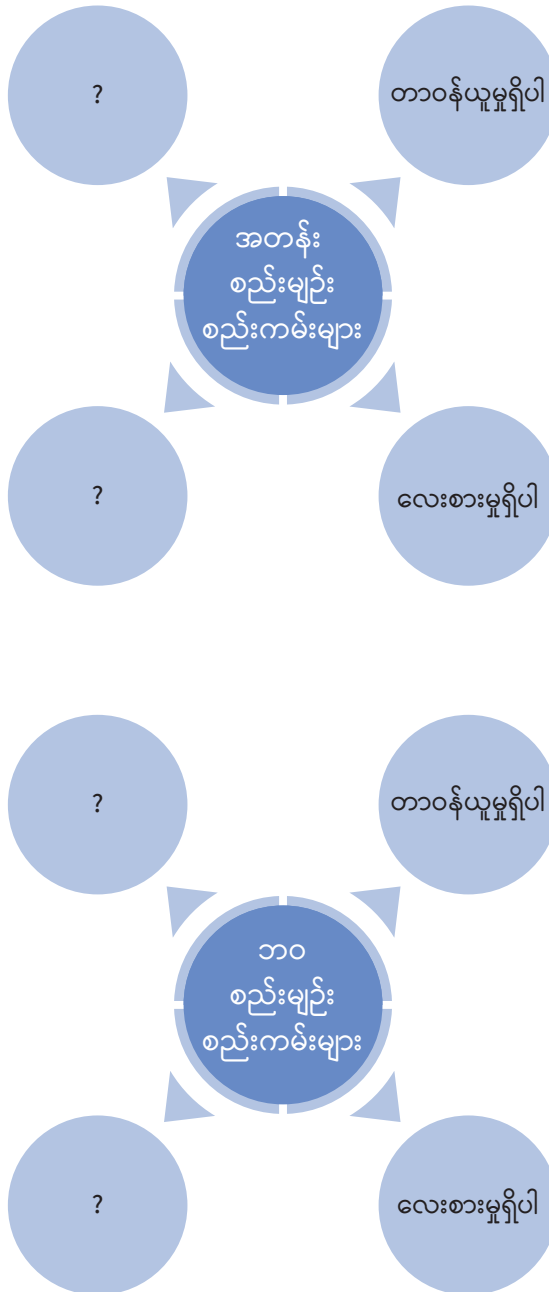 ?
တာဝန်ယူမှုရှိပါ
အတန်း
စည်းမျဉ်း
စည်းကမ်းများ
?
လေးစားမှုရှိပါ
?
တာဝန်ယူမှုရှိပါ
ဘဝ
စည်းမျဉ်း
စည်းကမ်းများ
?
လေးစားမှုရှိပါ